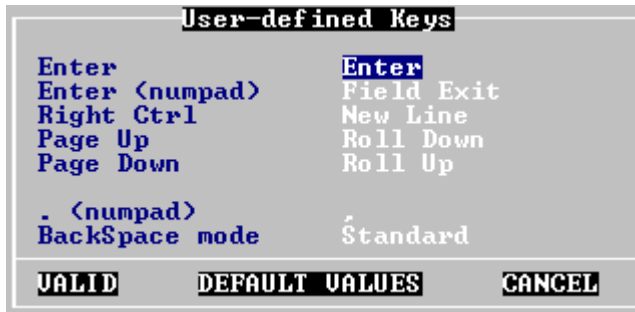 User-defined Keys
Enter Enter
Enter (numpad) Field Exit
Right Ctrl New Line
Page Up Roll Down
Page Down Roll Up
. (numpad) ,
BackSpace mode Standard
VALID DEFAULT VALUES CANCEL